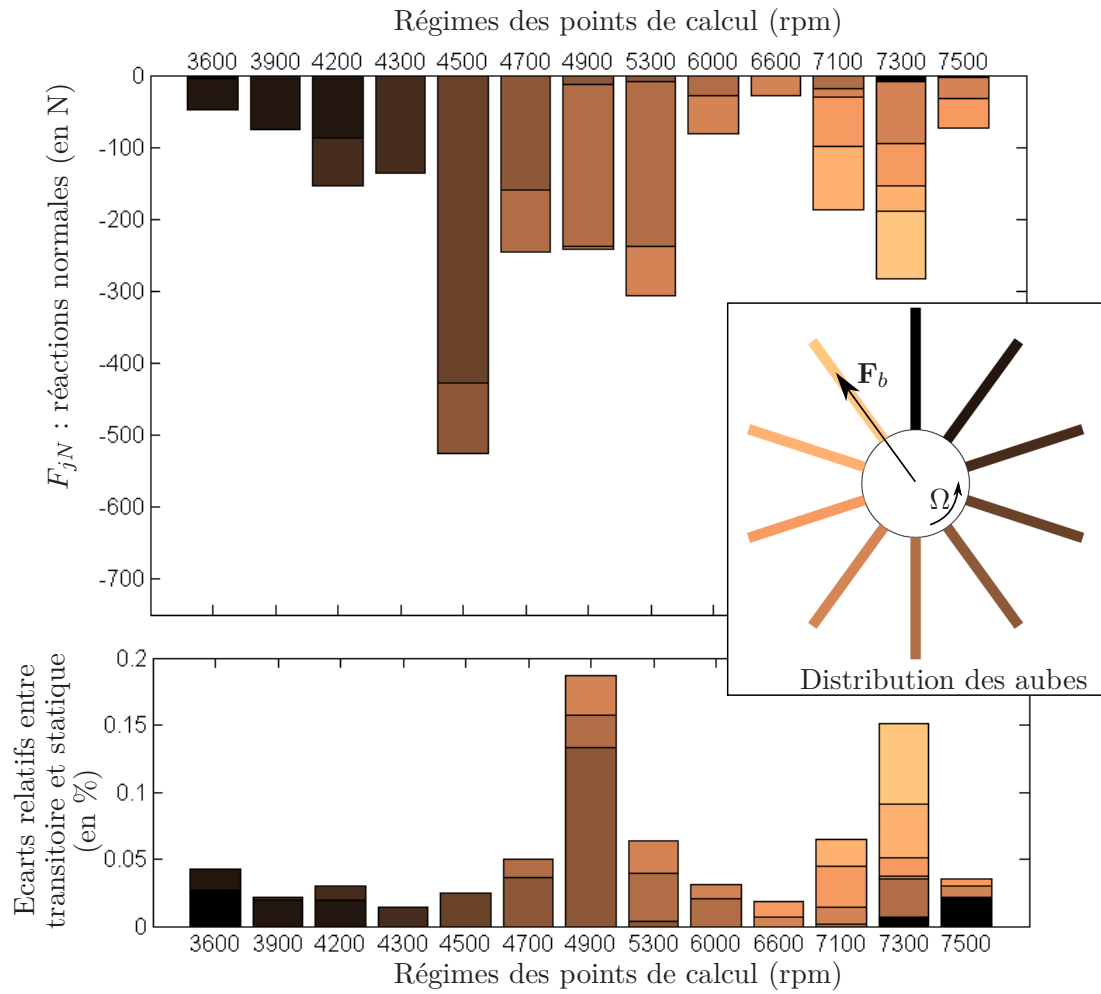 Régimes des points de calcul (rpm)
3600 3900 4200 4300 4500 4700 4900 5300 6000 6600 7100 7300 7500
0
-100
-200
-300
-400
-500
-600
-700
F_{jN} : réactions normales (en N)
F_b
Ω
Distribution des aubes
0.2
0.15
0.1
0.05
0
Ecarts relatifs entre
transitoire et statique
(en %)
3600 3900 4200 4300 4500 4700 4900 5300 6000 6600 7100 7300 7500
Régimes des points de calcul (rpm)